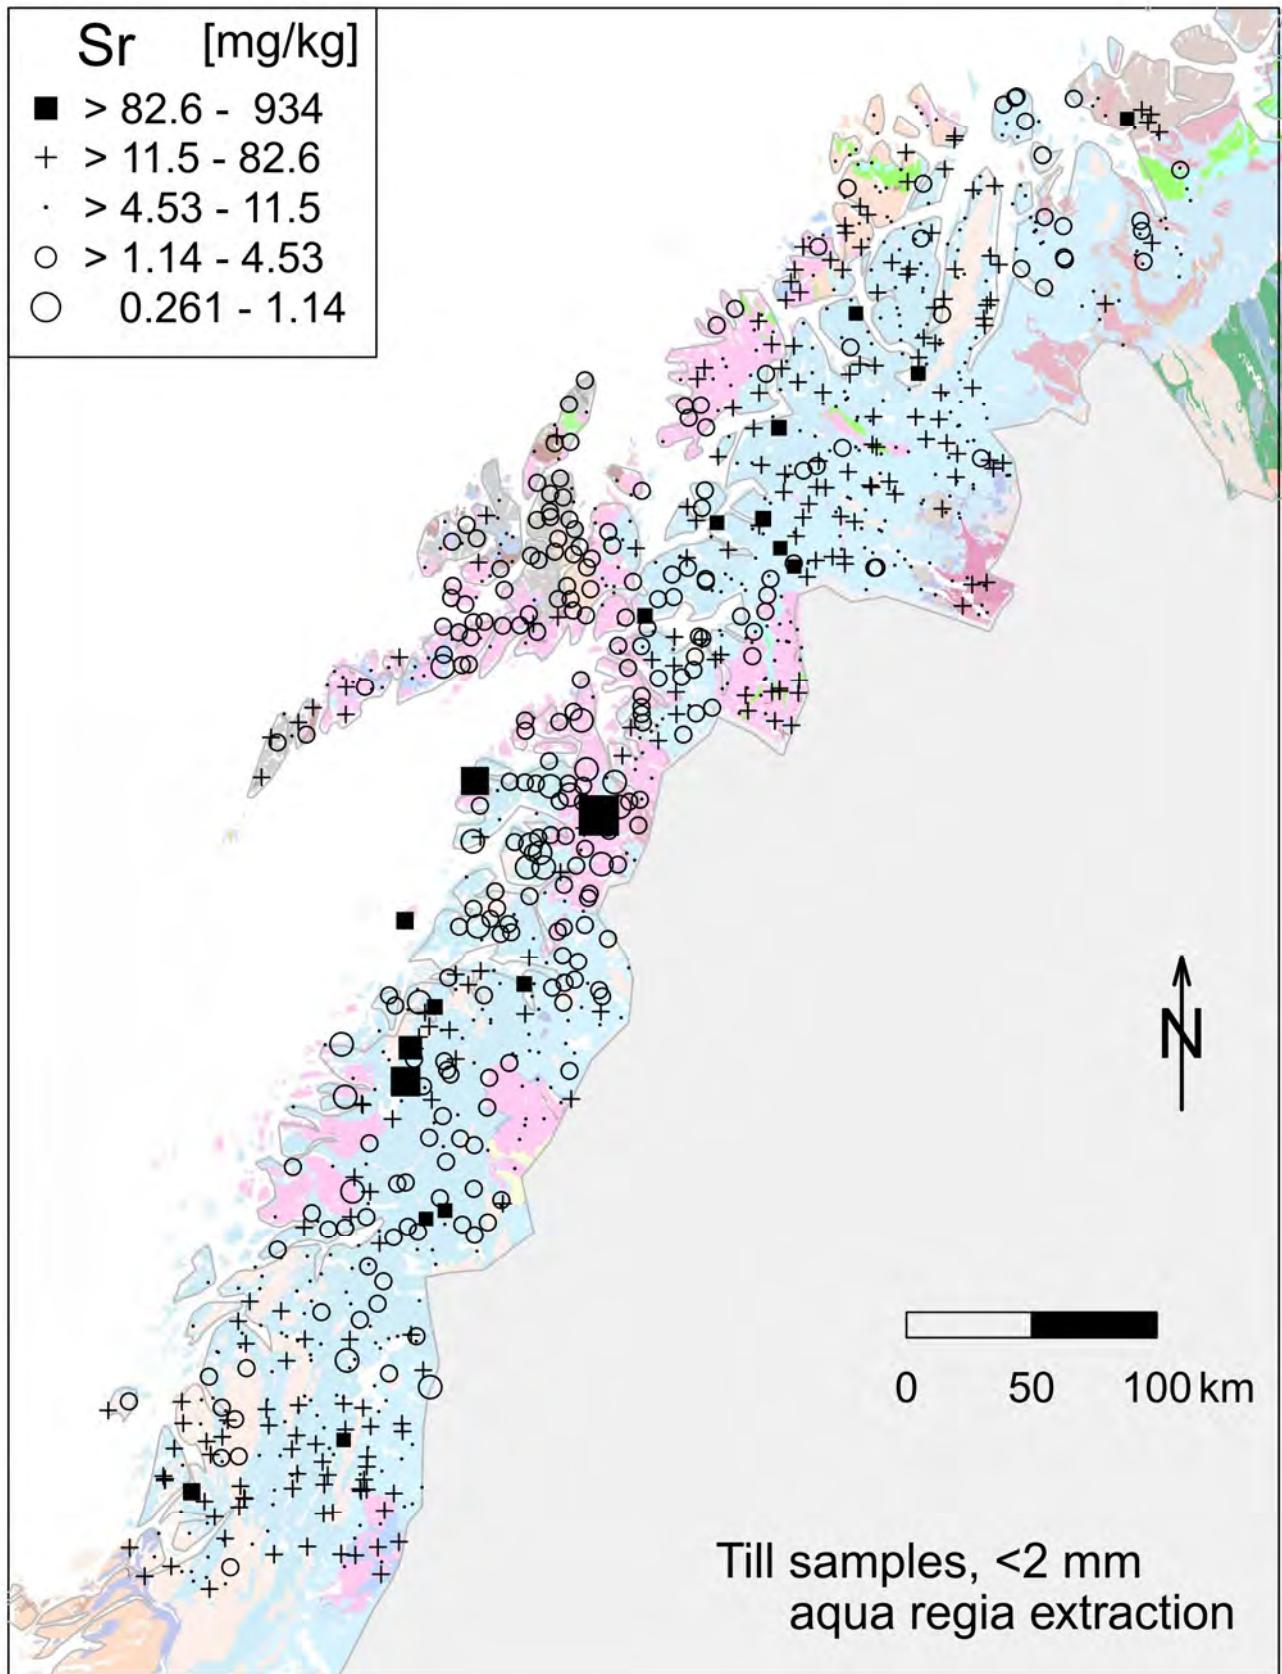 Sr [mg/kg]
> 82.6 - 934
> 11.5 - 82.6
> 4.53 - 11.5
> 1.14 - 4.53
0.261 - 1.14
N
0 50 100 km
Till samples, <2 mm
aqua regia extraction